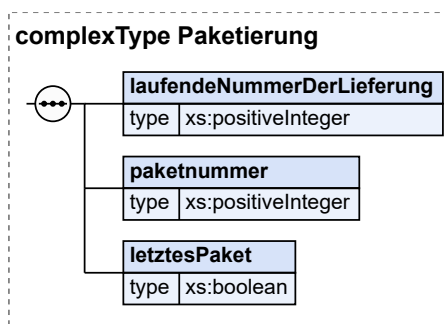 complexType Paketierung
laufendeNummerDerLieferung
type xs:positiveInteger
paketnummer
type xs:positiveInteger
letztesPaket
type xs:boolean